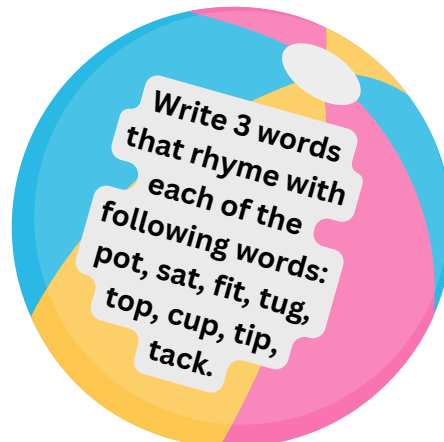 Write 3 words
that rhyme with
each of the
following words:
pot, sat, fit, tug,
top, cup, tip,
tack.